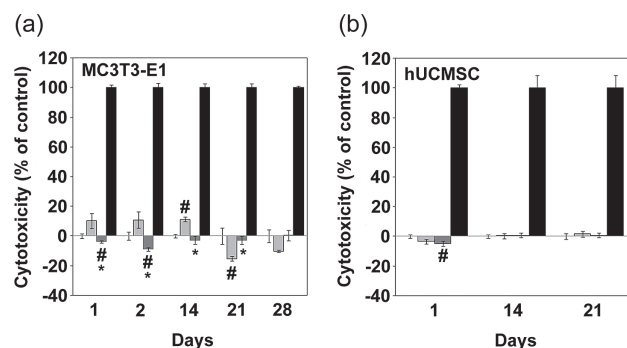 (a)
MC3T3-E1
Cytotoxicity (% of control)
120
100
80
60
40
20
0
-20
-40
#
*
#
*
#
*
#
*
1 2 14 21 28
Days
(b)
hUCMSC
Cytotoxicity (% of control)
120
100
80
60
40
20
0
-20
-40
#
1 14 21
Days